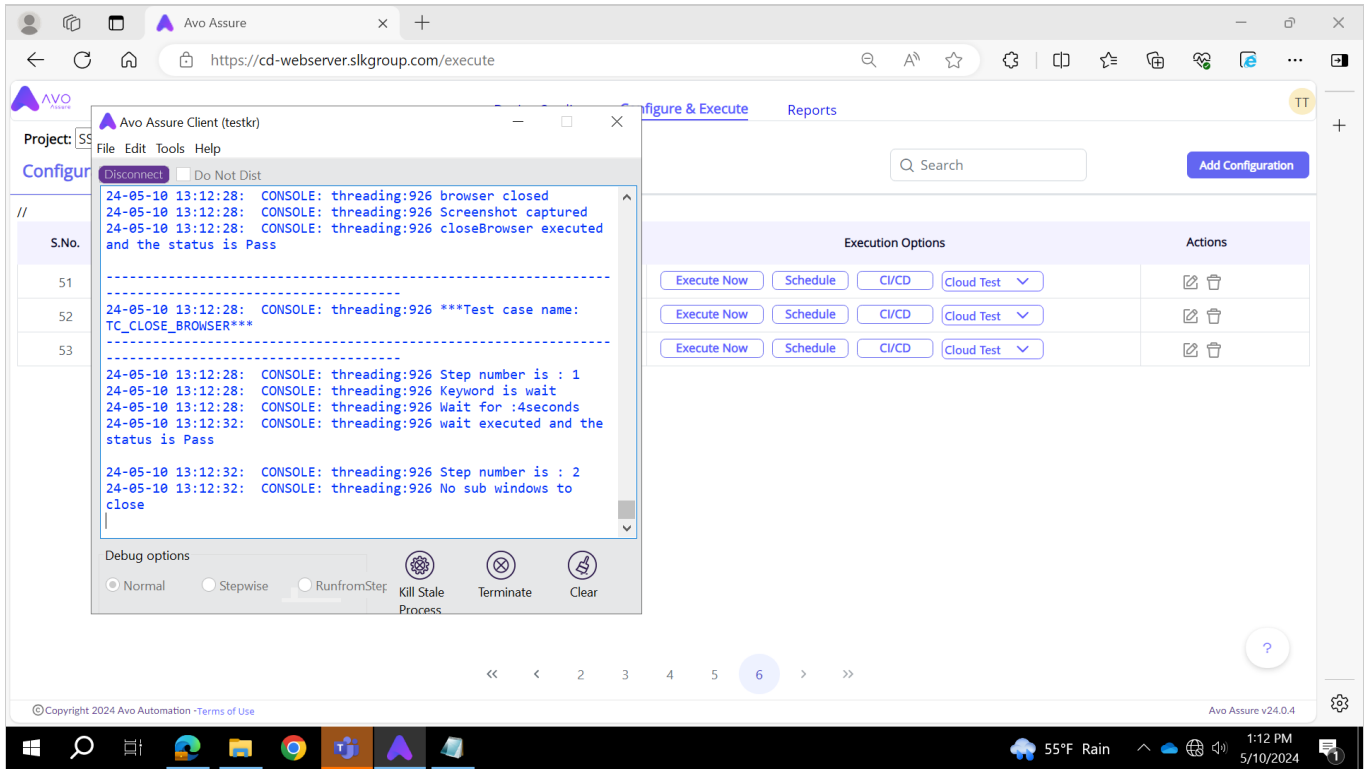 Avo Assure
https://cd-webserver.slkgroup.com/execute
AVO
Assure
Configure & Execute
Reports
TT
Avo Assure Client (testkr)
Project: SS
File Edit Tools Help
Configur
Disconnect
Do Not Dist
Search
Add Configuration
24-05-10 13:12:28: CONSOLE: threading:926 browser closed
24-05-10 13:12:28: CONSOLE: threading:926 Screenshot captured
24-05-10 13:12:28: CONSOLE: threading:926 closeBrowser executed
and the status is Pass
--------------------------------------------------------------
-------------------------------------
24-05-10 13:12:28: CONSOLE: threading:926 ***Test case name:
TC_CLOSE_BROWSER***
--------------------------------------------------------------
-------------------------------------
24-05-10 13:12:28: CONSOLE: threading:926 Step number is : 1
24-05-10 13:12:28: CONSOLE: threading:926 Keyword is wait
24-05-10 13:12:28: CONSOLE: threading:926 Wait for :4seconds
24-05-10 13:12:32: CONSOLE: threading:926 wait executed and the
status is Pass
24-05-10 13:12:32: CONSOLE: threading:926 Step number is : 2
24-05-10 13:12:32: CONSOLE: threading:926 No sub windows to
close
//
S.No. Execution Options Actions
51 Execute Now Schedule CI/CD Cloud Test
52 Execute Now Schedule CI/CD Cloud Test
53 Execute Now Schedule CI/CD Cloud Test
Debug options
Normal Stepwise RunfromStep
Kill Stale
Process
Terminate
Clear
?
« ‹ 2 3 4 5 6 › »
©Copyright 2024 Avo Automation -Terms of Use
Avo Assure v24.0.4
55°F Rain
1:12 PM
5/10/2024
1